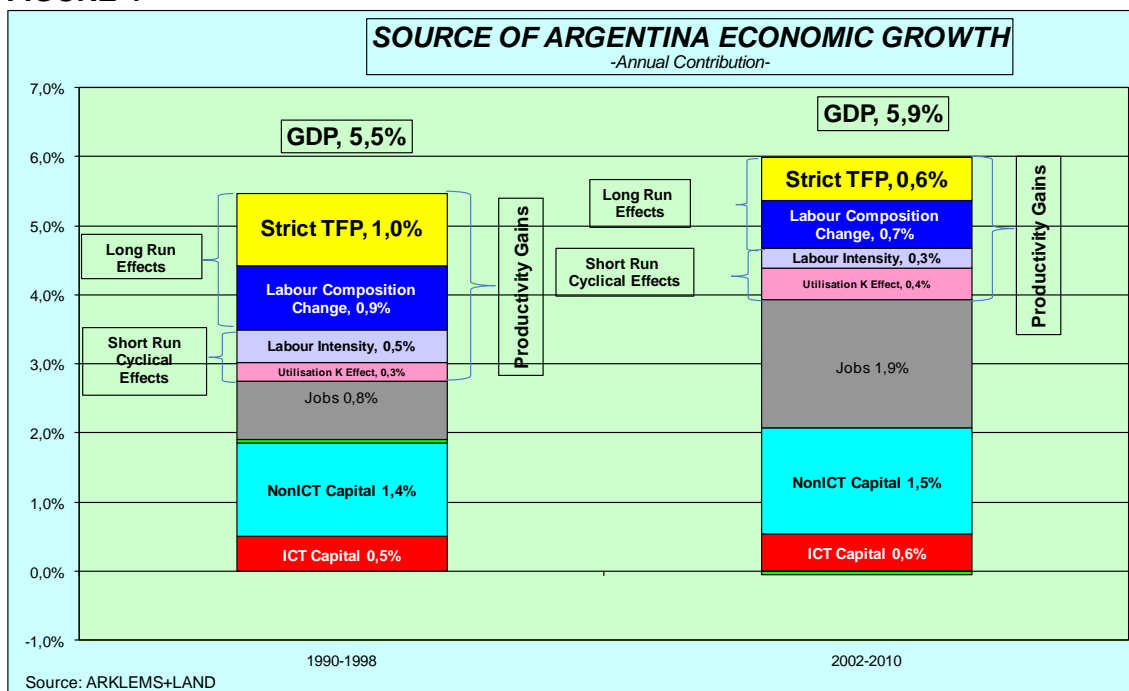 SOURCE OF ARGENTINA ECONOMIC GROWTH
-Annual Contribution-
7,0%
6,0%
5,0%
4,0%
3,0%
2,0%
1,0%
0,0%
-1,0%
GDP, 5,5%
Long Run
Effects
Short Run
Cyclical
Effects
Strict TFP, 1,0%
Labour Composition
Change, 0,9%
Labour Intensity, 0,5%
Utilisation K Effect, 0,3%
Jobs 0,8%
NonICT Capital 1,4%
ICT Capital 0,5%
Productivity Gains
GDP, 5,9%
Long Run
Effects
Short Run
Cyclical Effects
Strict TFP, 0,6%
Labour Composition
Change, 0,7%
Labour Intensity, 0,3%
Utilisation K Effect, 0,4%
Jobs 1,9%
NonICT Capital 1,5%
ICT Capital 0,6%
Productivity Gains
1990-1998
2002-2010
Source: ARKLEMS+LAND